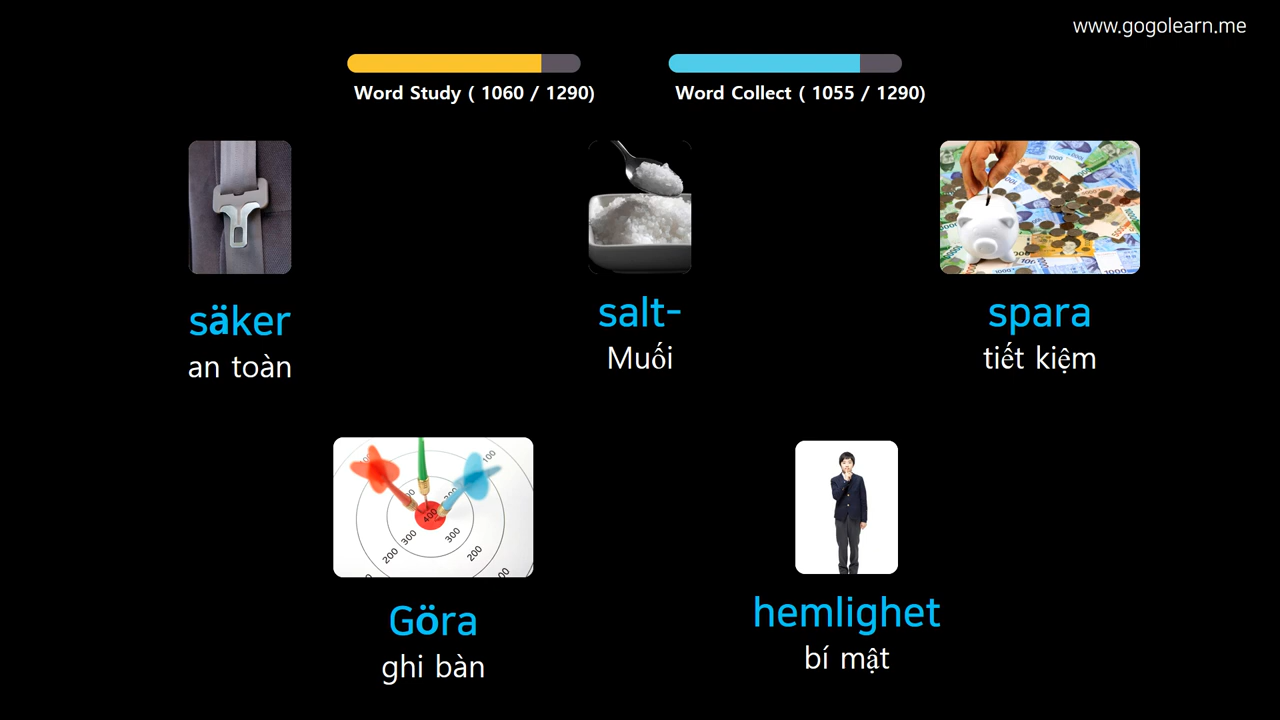 www.gogolearn.me
Word Study ( 1060 / 1290)
Word Collect ( 1055 / 1290)
säker
an toàn
salt-
Muối
spara
tiết kiệm
Göra
ghi bàn
hemlighet
bí mật